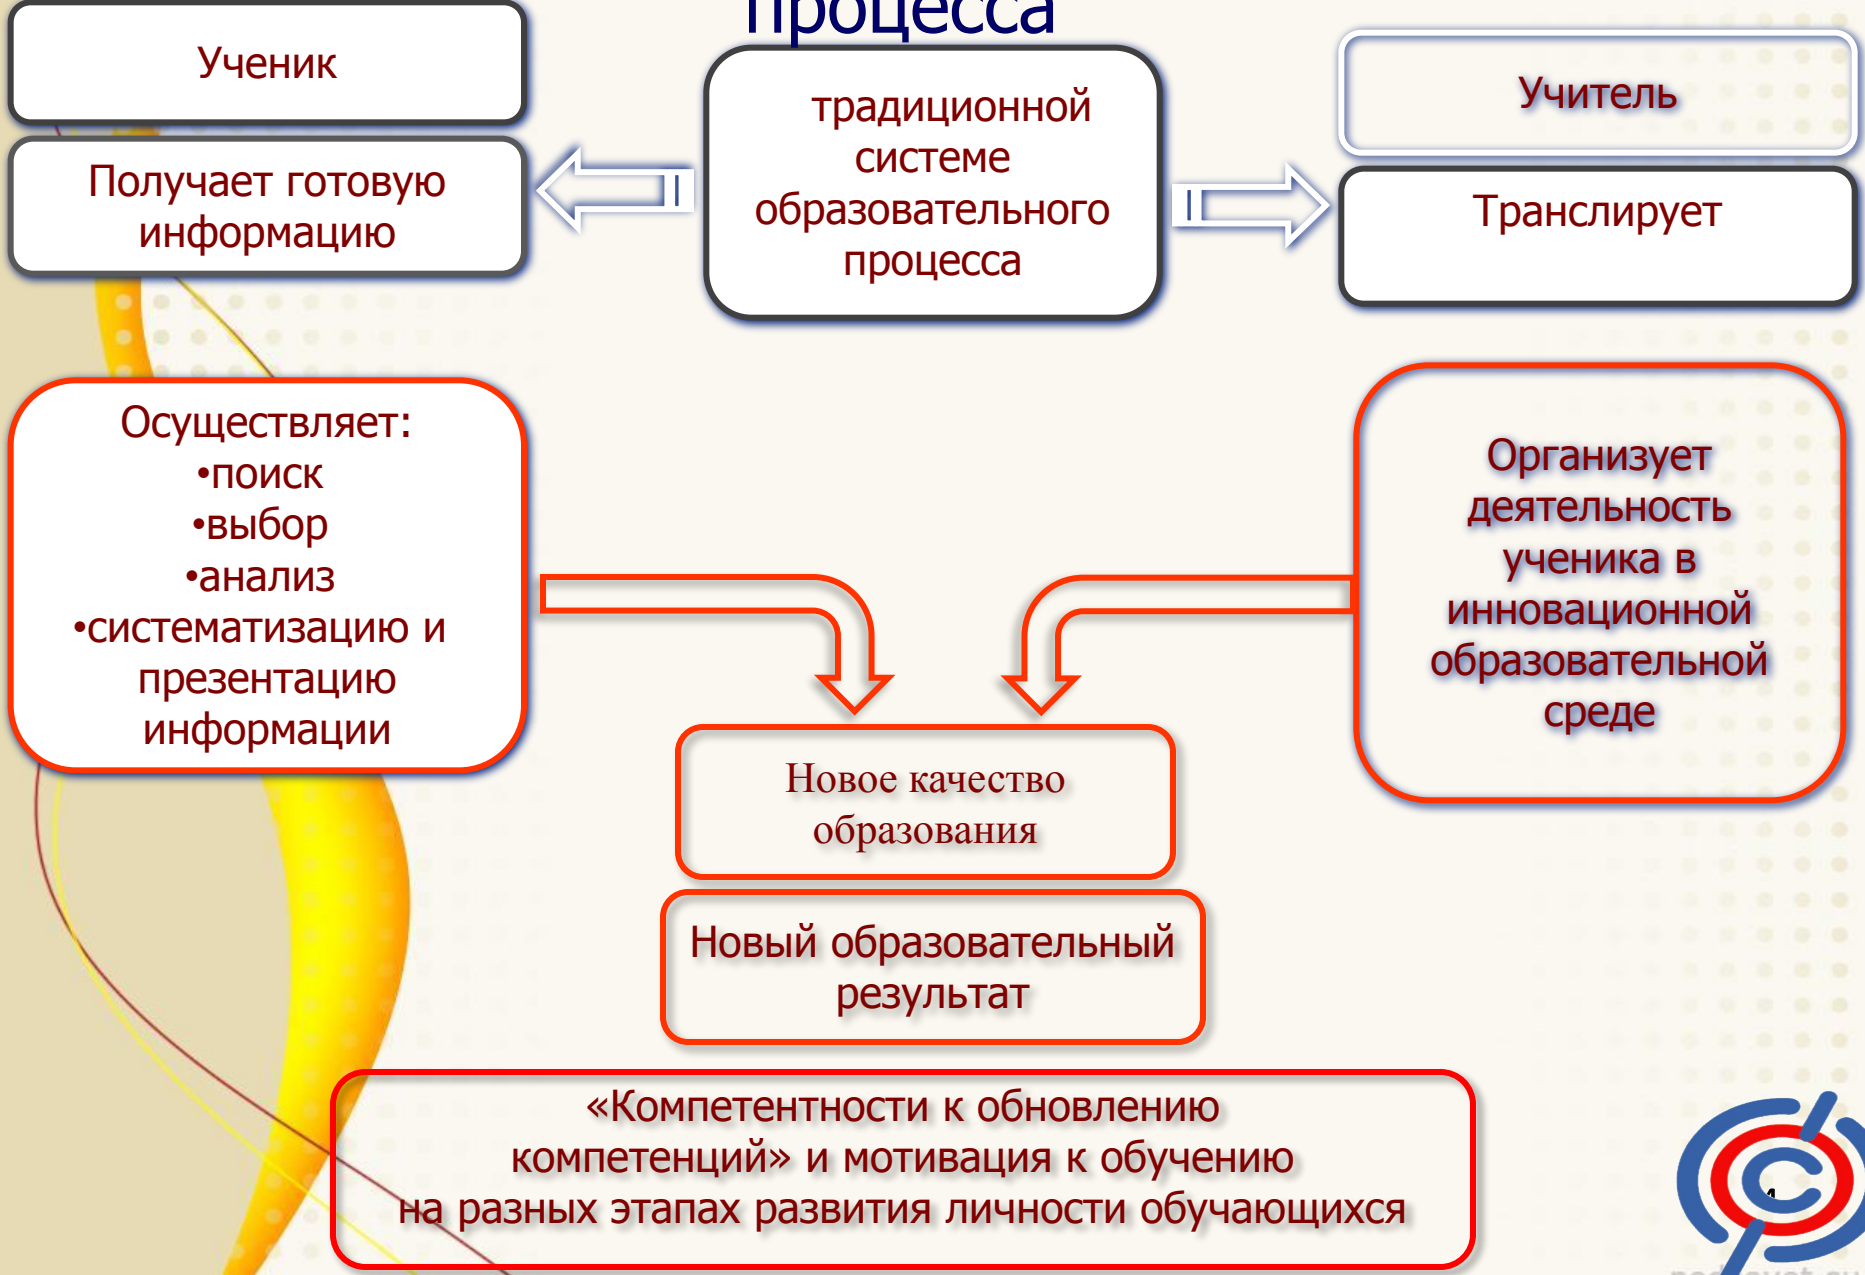 процесса
Ученик
Получает готовую
информацию
традиционной
системе
образовательного
процесса
Учитель
Транслирует
Осуществляет:
•поиск
•выбор
•анализ
•систематизацию и
презентацию
информации
Организует
деятельность
ученика в
инновационной
образовательной
среде
Новое качество
образования
Новый образовательный
результат
«Компетентности к обновлению
компетенций» и мотивация к обучению
на разных этапах развития личности обучающихся